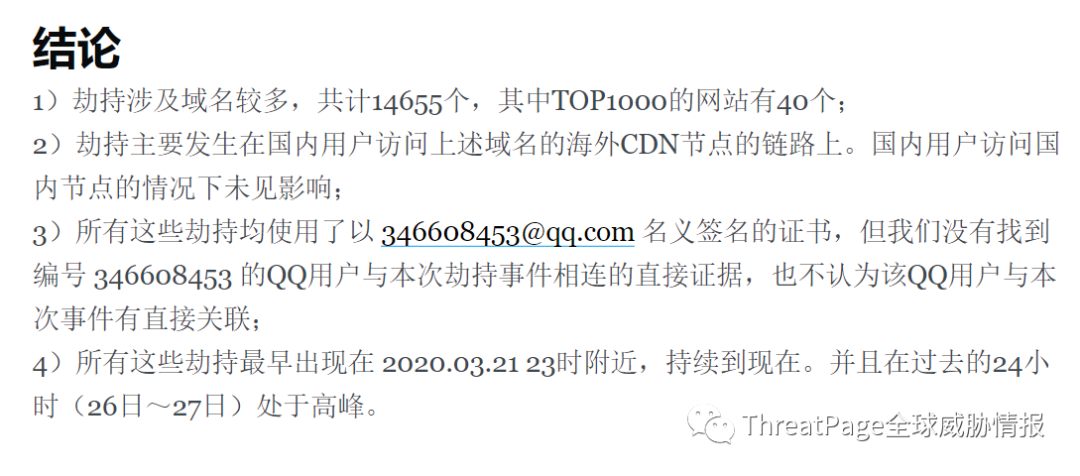 结论
1）劫持涉及域名较多，共计14655个，其中TOP1000的网站有40个；
2）劫持主要发生在国内用户访问上述域名的海外CDN节点的链路上。国内用户访问国
内节点的情况下未见影响；
3）所有这些劫持均使用了以 346608453@qq.com 名义签名的证书，但我们没有找到
编号 346608453 的QQ用户与本次劫持事件相连的直接证据，也不认为该QQ用户与本
次事件有直接关联；
4）所有这些劫持最早出现在 2020.03.21 23时附近，持续到现在。并且在过去的24小
时（26日～27日）处于高峰。
ThreatPage全球威胁情报